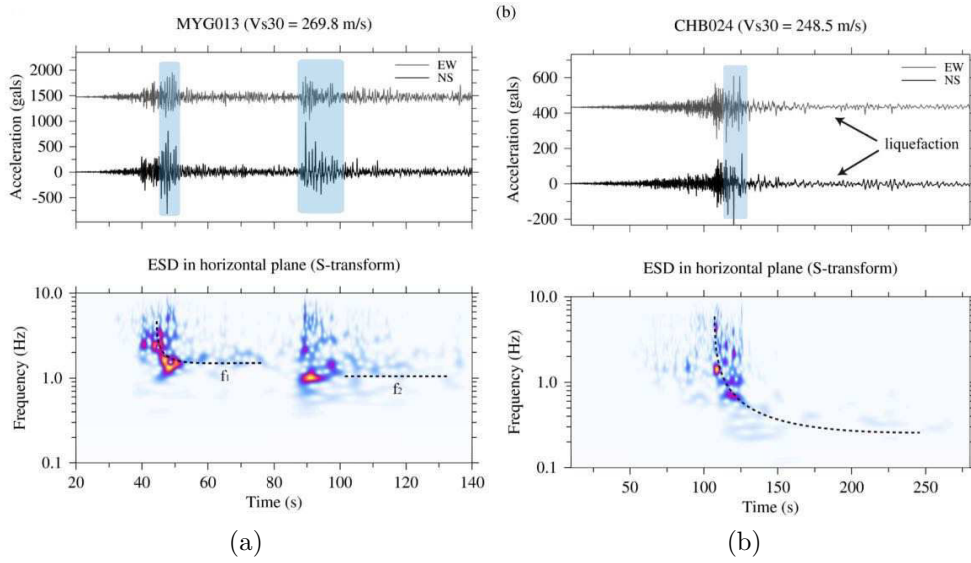 (b)
MYG013 (Vs30 = 269.8 m/s)
CHB024 (Vs30 = 248.5 m/s)
Acceleration (gals)
2000
1500
1000
500
0
-500
EW
NS
Acceleration (gals)
600
400
200
0
-200
EW
NS
liquefaction
ESD in horizontal plane (S-transform)
Frequency (Hz)
10.0
1.0
0.1
f1
f2
20 40 60 80 100 120 140
Time (s)
ESD in horizontal plane (S-transform)
Frequency (Hz)
10.0
1.0
0.1
50 100 150 200 250
Time (s)
(a)
(b)